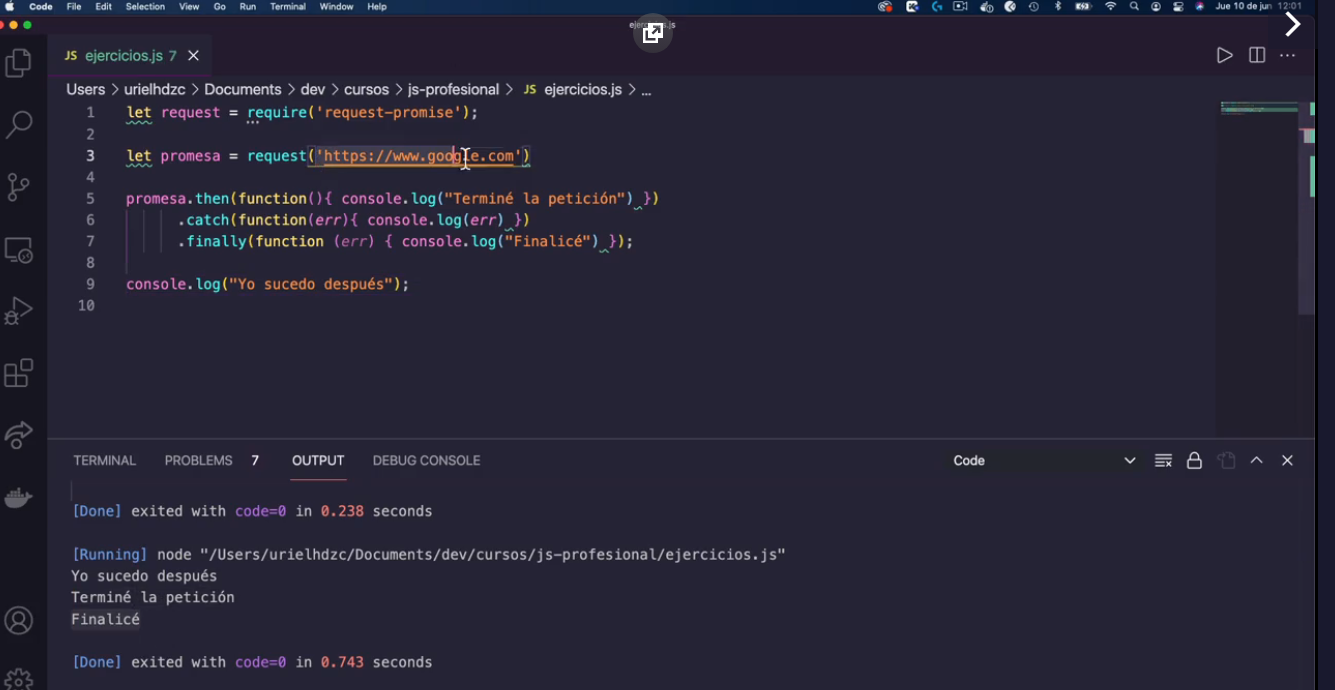 Code File Edit Selection View Go Run Terminal Window Help Jue 10 de jun 12:01
JS ejercicios.js 7
Users > urielhdzc > Documents > dev > cursos > js-profesional > JS ejercicios.js > ...
1 let request = require('request-promise');
2
3 let promesa = request('https://www.google.com')
4
5 promesa.then(function(){ console.log("Terminé la petición") })
6 .catch(function(err){ console.log(err) })
7 .finally(function (err) { console.log("Finalicé") });
8
9 console.log("Yo sucedo después");
10
TERMINAL PROBLEMS 7 OUTPUT DEBUG CONSOLE Code
[Done] exited with code=0 in 0.238 seconds
[Running] node "/Users/urielhdzc/Documents/dev/cursos/js-profesional/ejercicios.js"
Yo sucedo después
Terminé la petición
Finalicé
[Done] exited with code=0 in 0.743 seconds